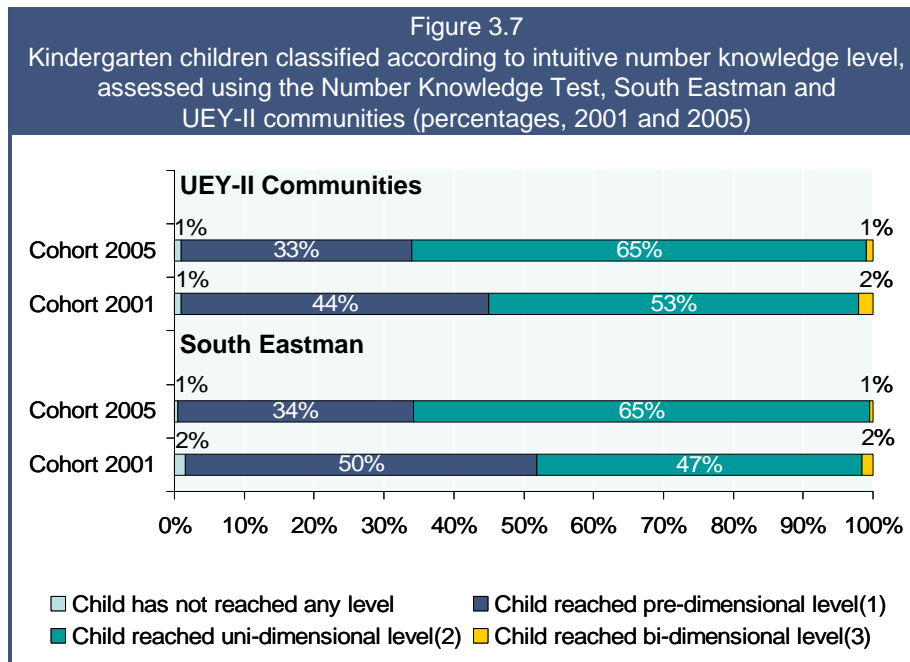 Figure 3.7
Kindergarten children classified according to intuitive number knowledge level,
assessed using the Number Knowledge Test, South Eastman and
UEY-II communities (percentages, 2001 and 2005)
UEY-II Communities
1% 1%
Cohort 2005 33% 65%
1% 2%
Cohort 2001 44% 53%
South Eastman
1% 1%
Cohort 2005 34% 65%
2% 2%
Cohort 2001 50% 47%
0% 10% 20% 30% 40% 50% 60% 70% 80% 90% 100%
Child has not reached any level Child reached pre-dimensional level(1)
Child reached uni-dimensional level(2) Child reached bi-dimensional level(3)